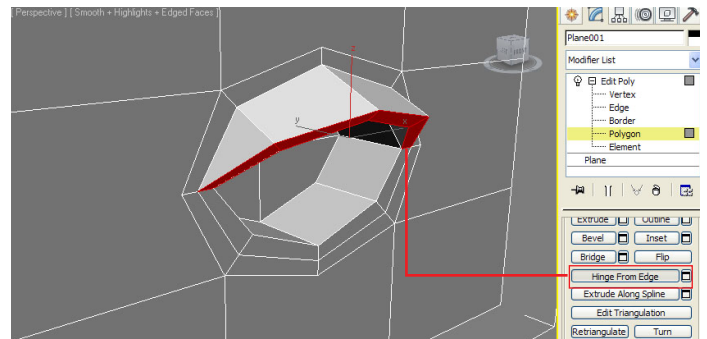 [ Perspective ] [ Smooth + Highlights + Edged Faces ]
Plane001
Modifier List
Edit Poly
Vertex
Edge
Border
Polygon
Element
Plane
Extrude Outline
Bevel Inset
Bridge Flip
Hinge From Edge
Extrude Along Spline
Edit Triangulation
Retriangulate Turn
z
y
x